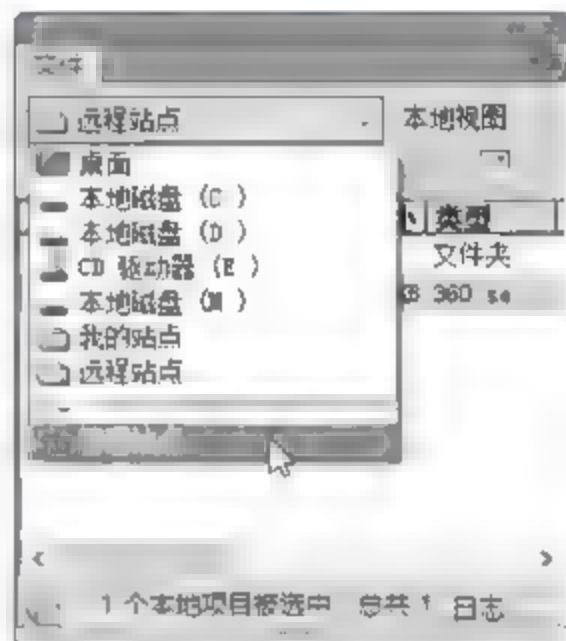 文件
远程站点 本地视图
桌面
本地磁盘 (C )
本地磁盘 (D ) 类型
CD 驱动器 (E ) 文件夹
本地磁盘 (M ) 360 se
我的站点
远程站点
1 个本地项目被选中 总共 1 日志